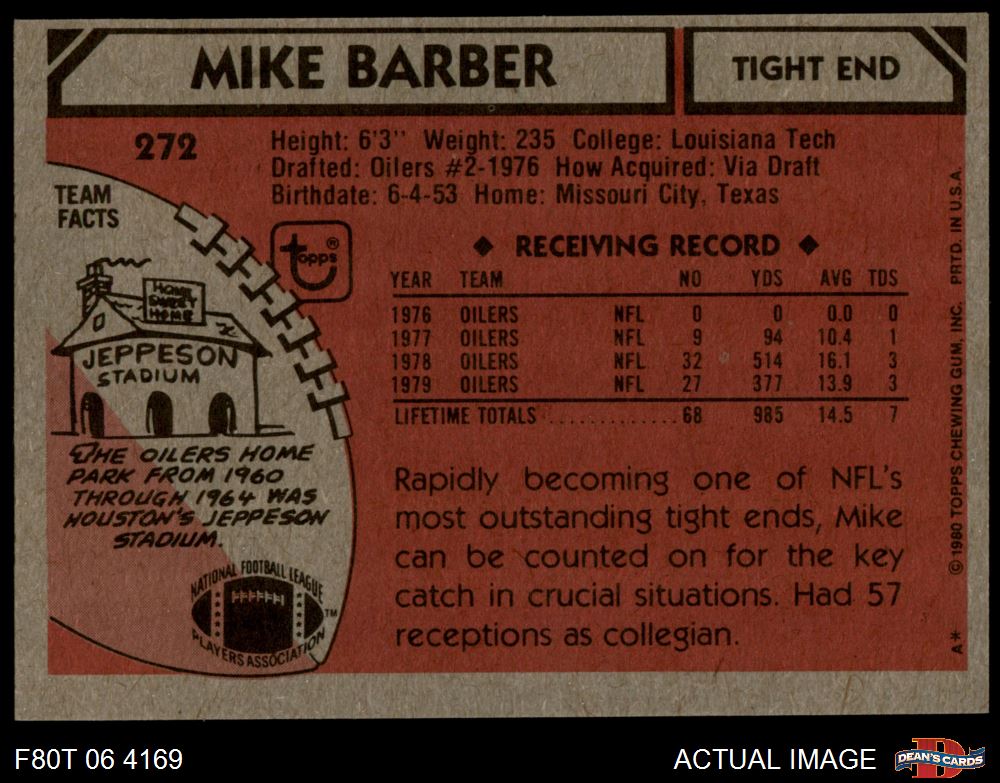 MIKE BARBER
TIGHT END
272
Height: 6'3" Weight: 235 College: Louisiana Tech
Drafted: Oilers #2-1976 How Acquired: Via Draft
Birthdate: 6-4-53 Home: Missouri City, Texas
TEAM
FACTS
topps®
HOME
SWEET
HOME
JEPPESON
STADIUM
THE OILERS HOME
PARK FROM 1960
THROUGH 1964 WAS
HOUSTON'S JEPPESON
STADIUM.
NATIONAL FOOTBALL LEAGUE
PLAYERS ASSOCIATION
TM
◆ RECEIVING RECORD ◆
YEAR TEAM NO YDS AVG TDS
1976 OILERS NFL 0 0 0.0 0
1977 OILERS NFL 9 94 10.4 1
1978 OILERS NFL 32 514 16.1 3
1979 OILERS NFL 27 377 13.9 3
LIFETIME TOTALS ............. 68 985 14.5 7
Rapidly becoming one of NFL's
most outstanding tight ends, Mike
can be counted on for the key
catch in crucial situations. Had 57
receptions as collegian.
A* © 1980 TOPPS CHEWING GUM, INC. PRTD. IN U.S.A.
F80T 06 4169
ACTUAL IMAGE
D
DEAN'S CARDS